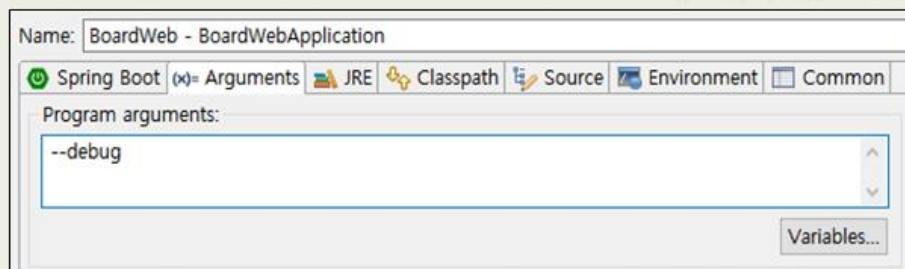 Name: BoardWeb - BoardWebApplication
Spring Boot (x)= Arguments JRE Classpath Source Environment Common
Program arguments:
--debug
Variables...